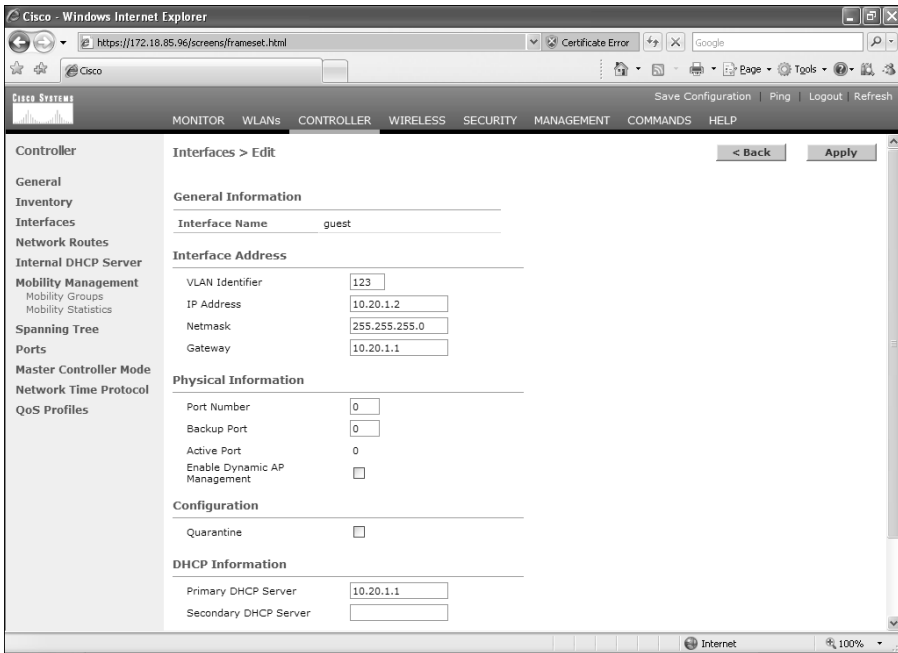 Cisco - Windows Internet Explorer
https://172.18.85.96/screens/frameset.html
Certificate Error
Google
Cisco
Page
Tools
CISCO SYSTEMS
Save Configuration | Ping | Logout | Refresh
MONITOR WLANs CONTROLLER WIRELESS SECURITY MANAGEMENT COMMANDS HELP
Controller
General
Inventory
Interfaces
Network Routes
Internal DHCP Server
Mobility Management
Mobility Groups
Mobility Statistics
Spanning Tree
Ports
Master Controller Mode
Network Time Protocol
QoS Profiles
Interfaces > Edit
< Back
Apply
General Information
Interface Name guest
Interface Address
VLAN Identifier 123
IP Address 10.20.1.2
Netmask 255.255.255.0
Gateway 10.20.1.1
Physical Information
Port Number 0
Backup Port 0
Active Port 0
Enable Dynamic AP
Management
Configuration
Quarantine
DHCP Information
Primary DHCP Server 10.20.1.1
Secondary DHCP Server
Internet
100%